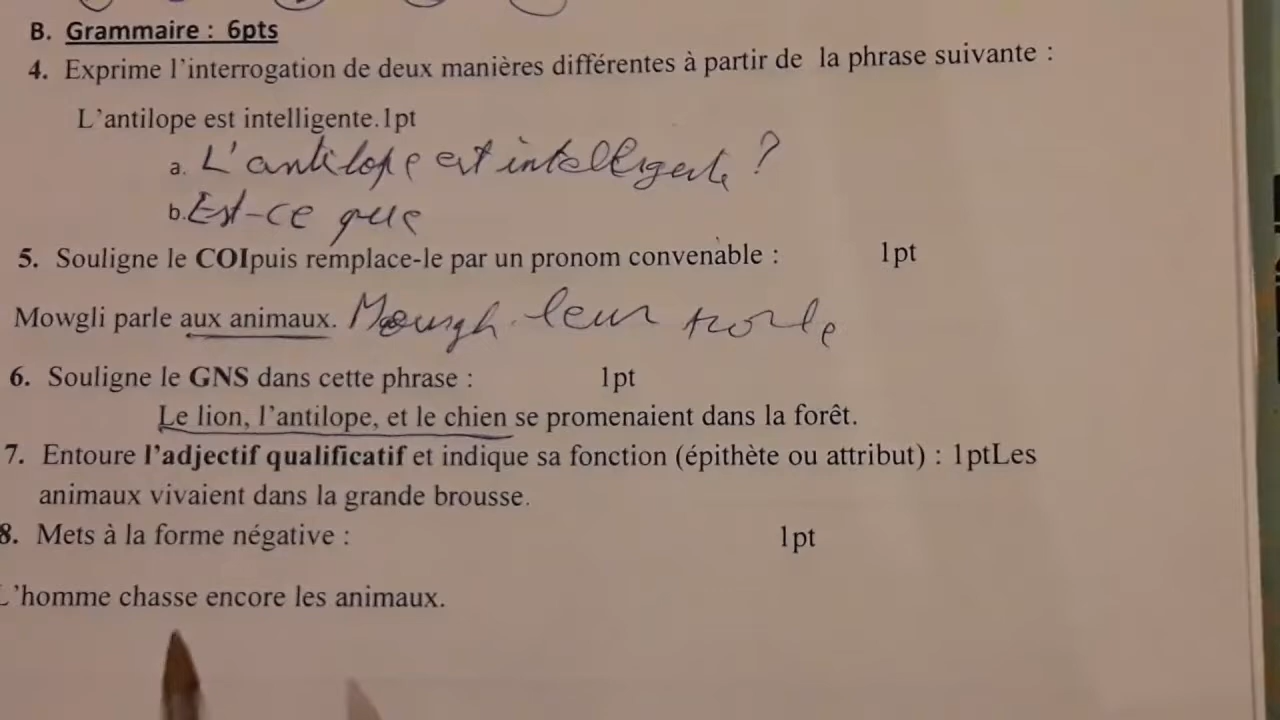 B. Grammaire : 6pts
4. Exprime l'interrogation de deux manières différentes à partir de la phrase suivante :
L'antilope est intelligente.1pt
a. L'antilope est intelligente ?
b. Est-ce que
5. Souligne le COIpuis remplace-le par un pronom convenable : 1pt
Mowgli parle aux animaux. leur
6. Souligne le GNS dans cette phrase : 1pt
Le lion, l'antilope, et le chien se promenaient dans la forêt.
7. Entoure l'adjectif qualificatif et indique sa fonction (épithète ou attribut) : 1ptLes
animaux vivaient dans la grande brousse.
8. Mets à la forme négative : 1pt
L'homme chasse encore les animaux.